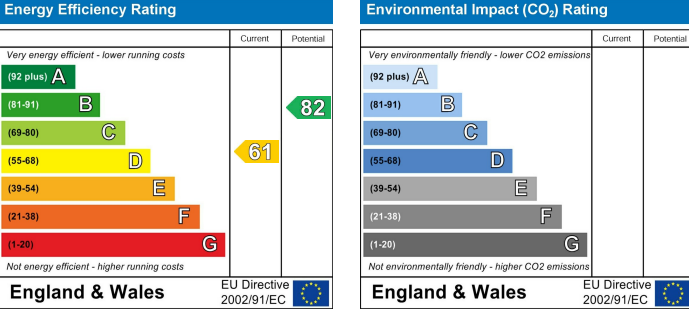 Energy Efficiency Rating
Current Potential
Very energy efficient - lower running costs
(92 plus) A
(81-91) B
82
(69-80) C
(55-68) D
61
(39-54) E
(21-38) F
(1-20) G
Not energy efficient - higher running costs
England & Wales
EU Directive
2002/91/EC
Environmental Impact (CO₂) Rating
Current Potential
Very environmentally friendly - lower CO2 emissions
(92 plus) A
(81-91) B
(69-80) C
(55-68) D
(39-54) E
(21-38) F
(1-20) G
Not environmentally friendly - higher CO2 emissions
England & Wales
EU Directive
2002/91/EC